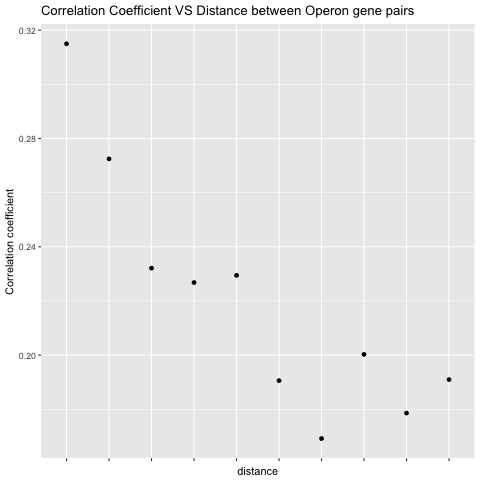 Correlation Coefficient VS Distance between Operon gene pairs
0.32
0.28
0.24
0.20
Correlation coefficient
distance